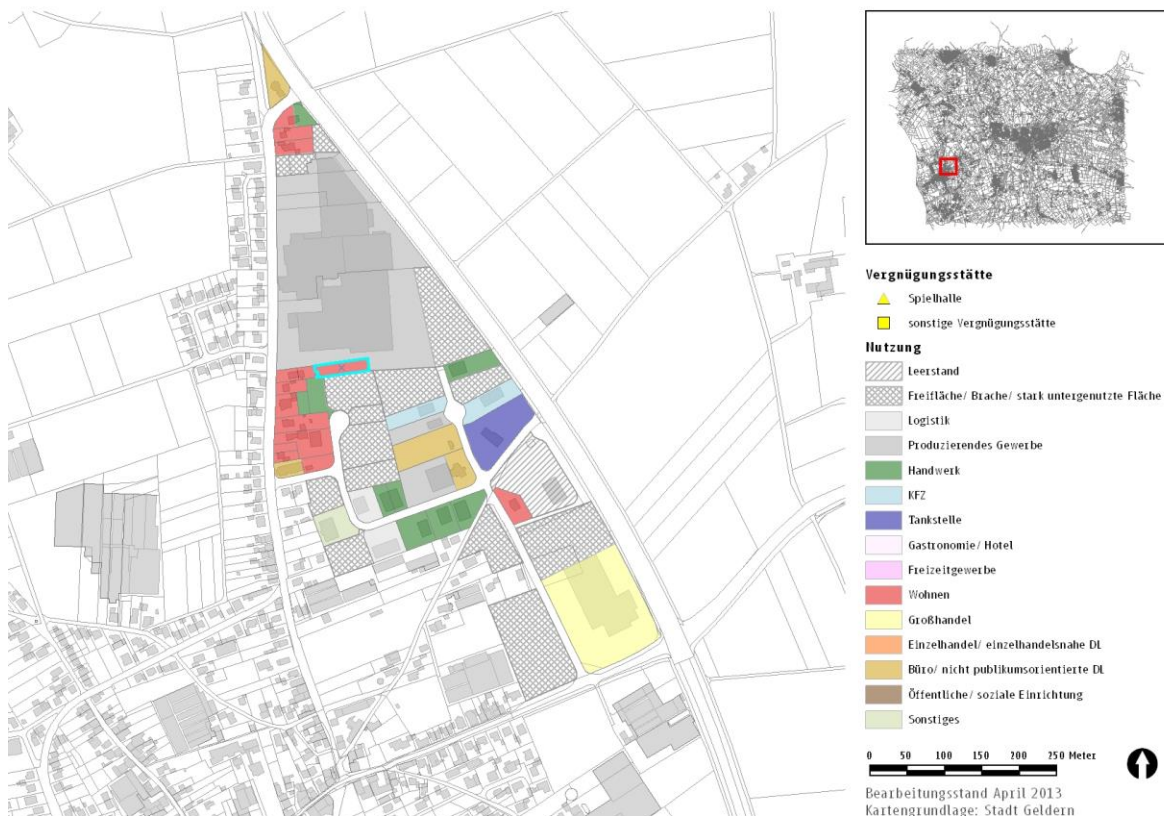 Vergnügungsstätte
Spielhalle
sonstige Vergnügungsstätte
Nutzung
Leerstand
Freifläche/ Brache/ stark untergenutzte Fläche
Logistik
Produzierendes Gewerbe
Handwerk
KFZ
Tankstelle
Gastronomie/ Hotel
Freizeitgewerbe
Wohnen
Großhandel
Einzelhandel/ einzelhandelsnahe DL
Büro/ nicht publikumsorientierte DL
Öffentliche/ soziale Einrichtung
Sonstiges
0 50 100 150 200 250 Meter
Bearbeitungsstand April 2013
Kartengrundlage: Stadt Geldern